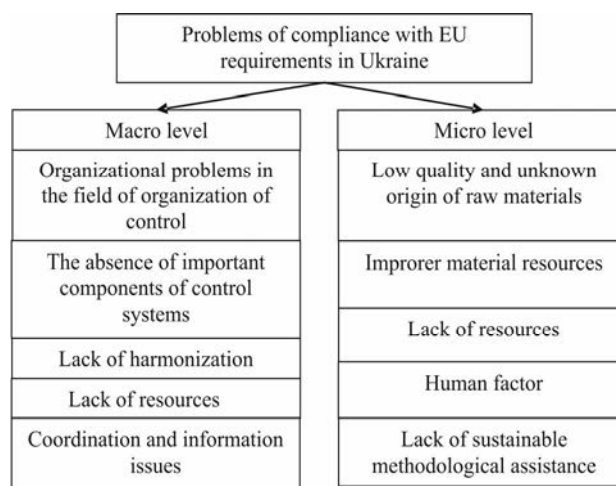 Problems of compliance with EU
requirements in Ukraine
Macro level
Organizational problems in
the field of organization of
control
The absence of important
components of control
systems
Lack of harmonization
Lack of resources
Coordination and information
issues
Micro level
Low quality and unknown
origin of raw materials
Improrer material resources
Lack of resources
Human factor
Lack of sustainable
methodological assistance